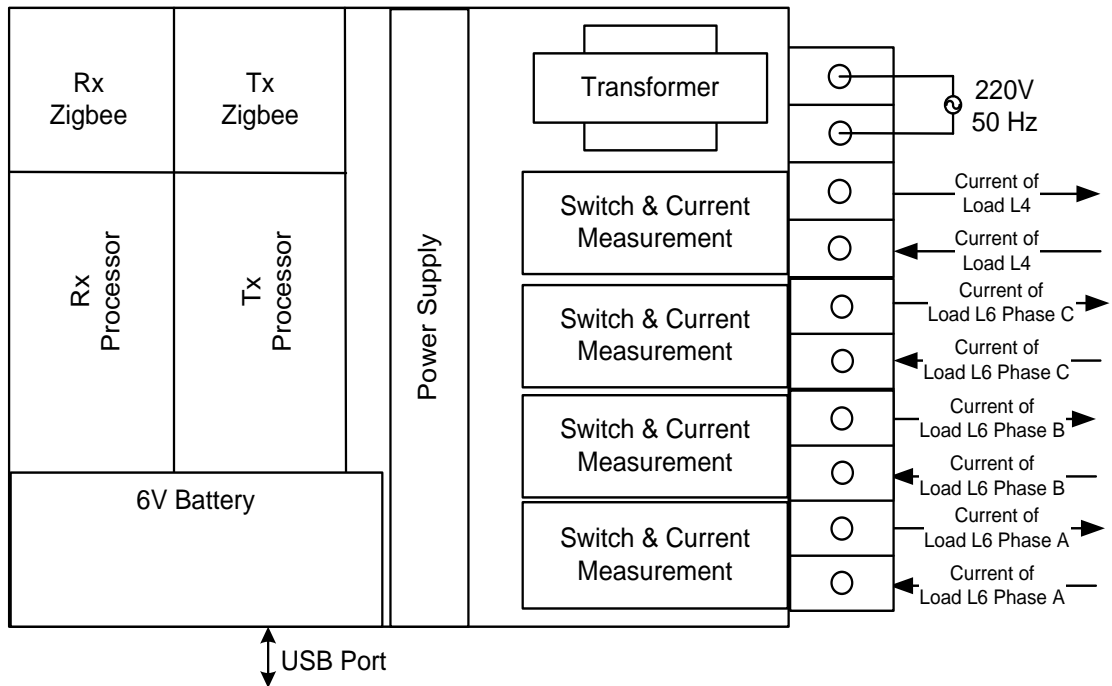 Rx
Zigbee
Tx
Zigbee
Transformer
220V
50 Hz
Rx
Processor
Tx
Processor
Power Supply
Switch & Current
Measurement
Current of
Load L4
Current of
Load L4
Switch & Current
Measurement
Current of
Load L6 Phase C
Current of
Load L6 Phase C
Switch & Current
Measurement
Current of
Load L6 Phase B
Current of
Load L6 Phase B
6V Battery
Switch & Current
Measurement
Current of
Load L6 Phase A
Current of
Load L6 Phase A
USB Port